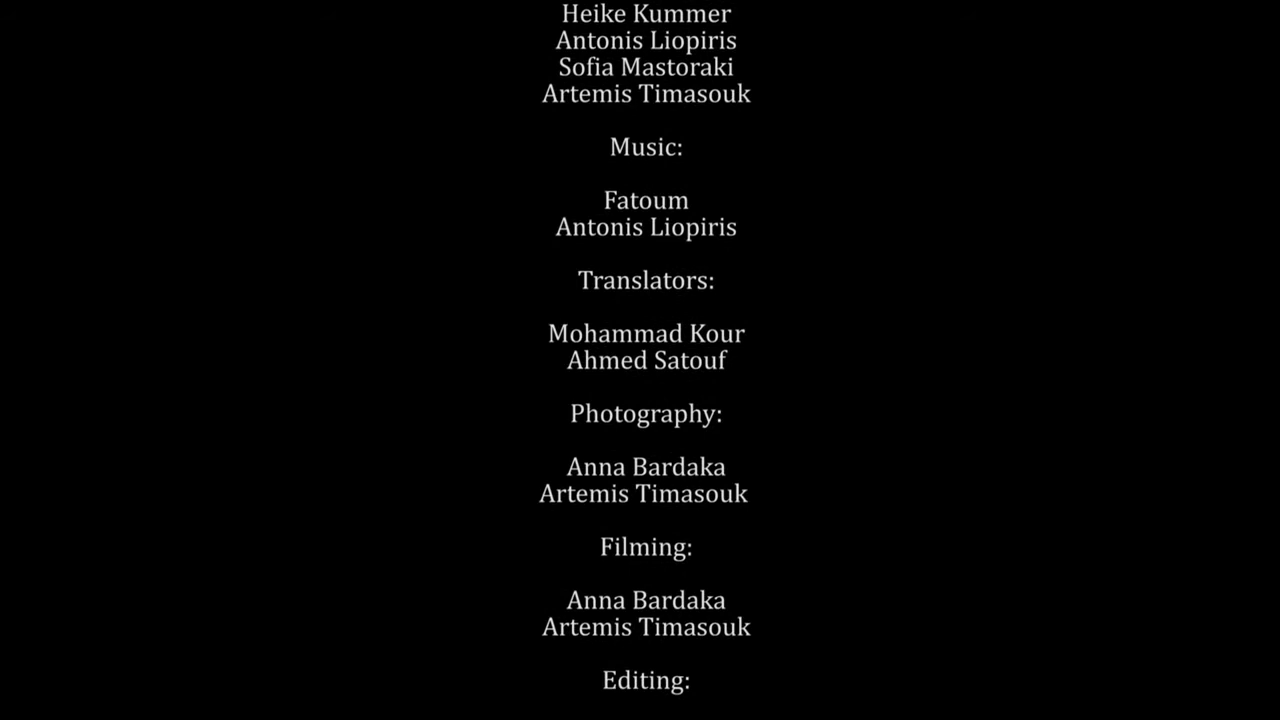 Heike Kummer
Antonis Liopiris
Sofia Mastoraki
Artemis Timasouk
Music:
Fatoum
Antonis Liopiris
Translators:
Mohammad Kour
Ahmed Satouf
Photography:
Anna Bardaka
Artemis Timasouk
Filming:
Anna Bardaka
Artemis Timasouk
Editing: